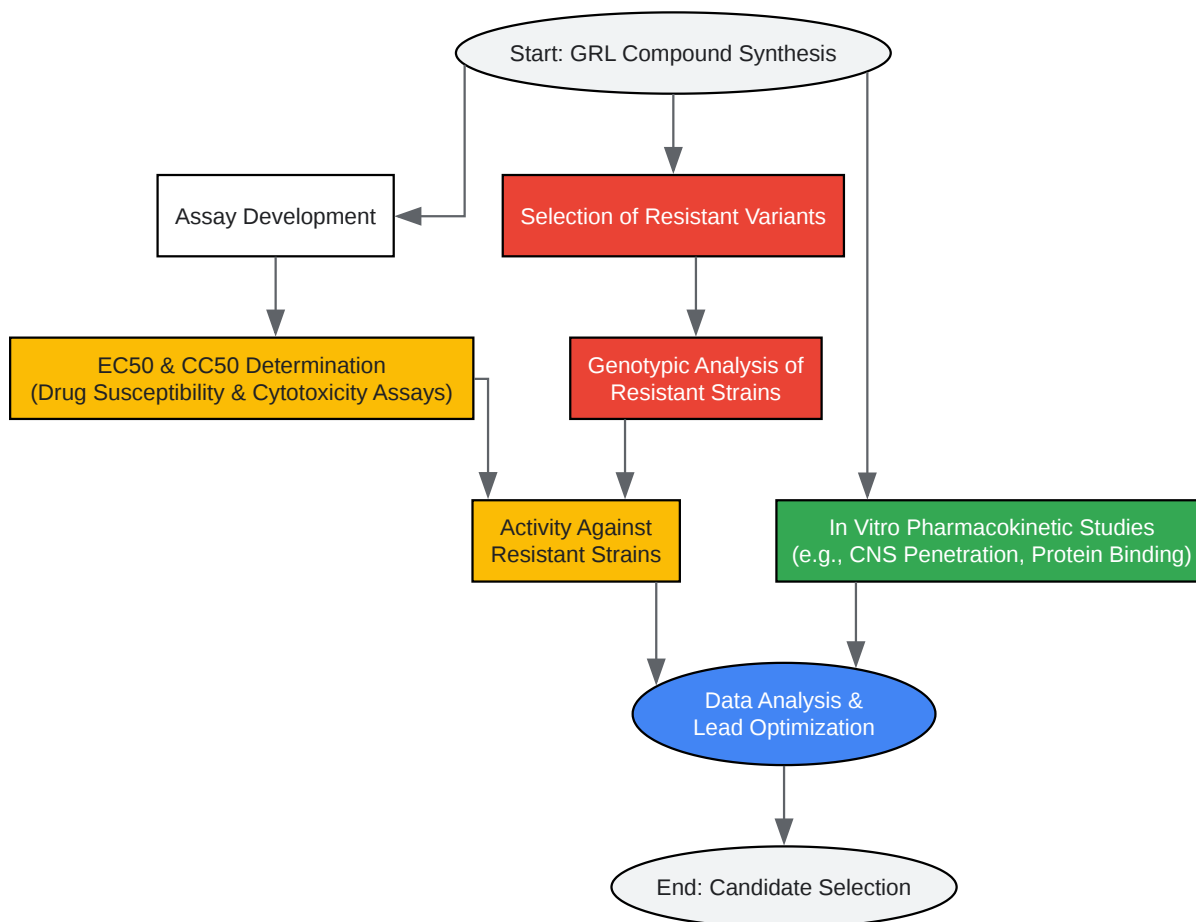 Start: GRL Compound Synthesis
Assay Development
Selection of Resistant Variants
EC50 & CC50 Determination
(Drug Susceptibility & Cytotoxicity Assays)
Genotypic Analysis of
Resistant Strains
Activity Against
Resistant Strains
In Vitro Pharmacokinetic Studies
(e.g., CNS Penetration, Protein Binding)
Data Analysis &
Lead Optimization
End: Candidate Selection